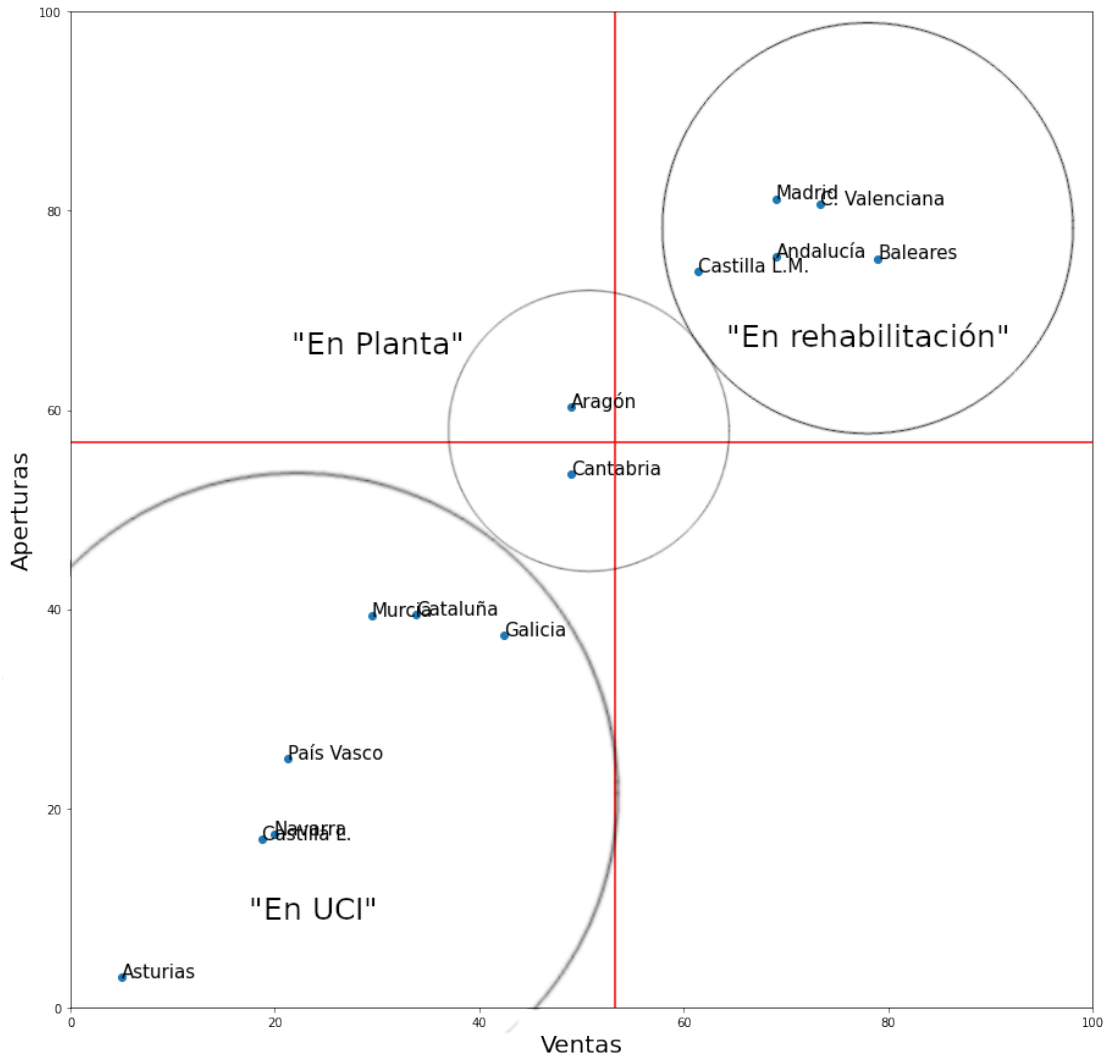 100
80
60
40
20
0
Aperturas
Madrid
C. Valenciana
Andalucía
Baleares
Castilla L.M.
"En rehabilitación"
"En Planta"
Aragón
Cantabria
Murcia
Cataluña
Galicia
País Vasco
Navarra
Castilla L.
"En UCI"
Asturias
0 20 40 60 80 100
Ventas